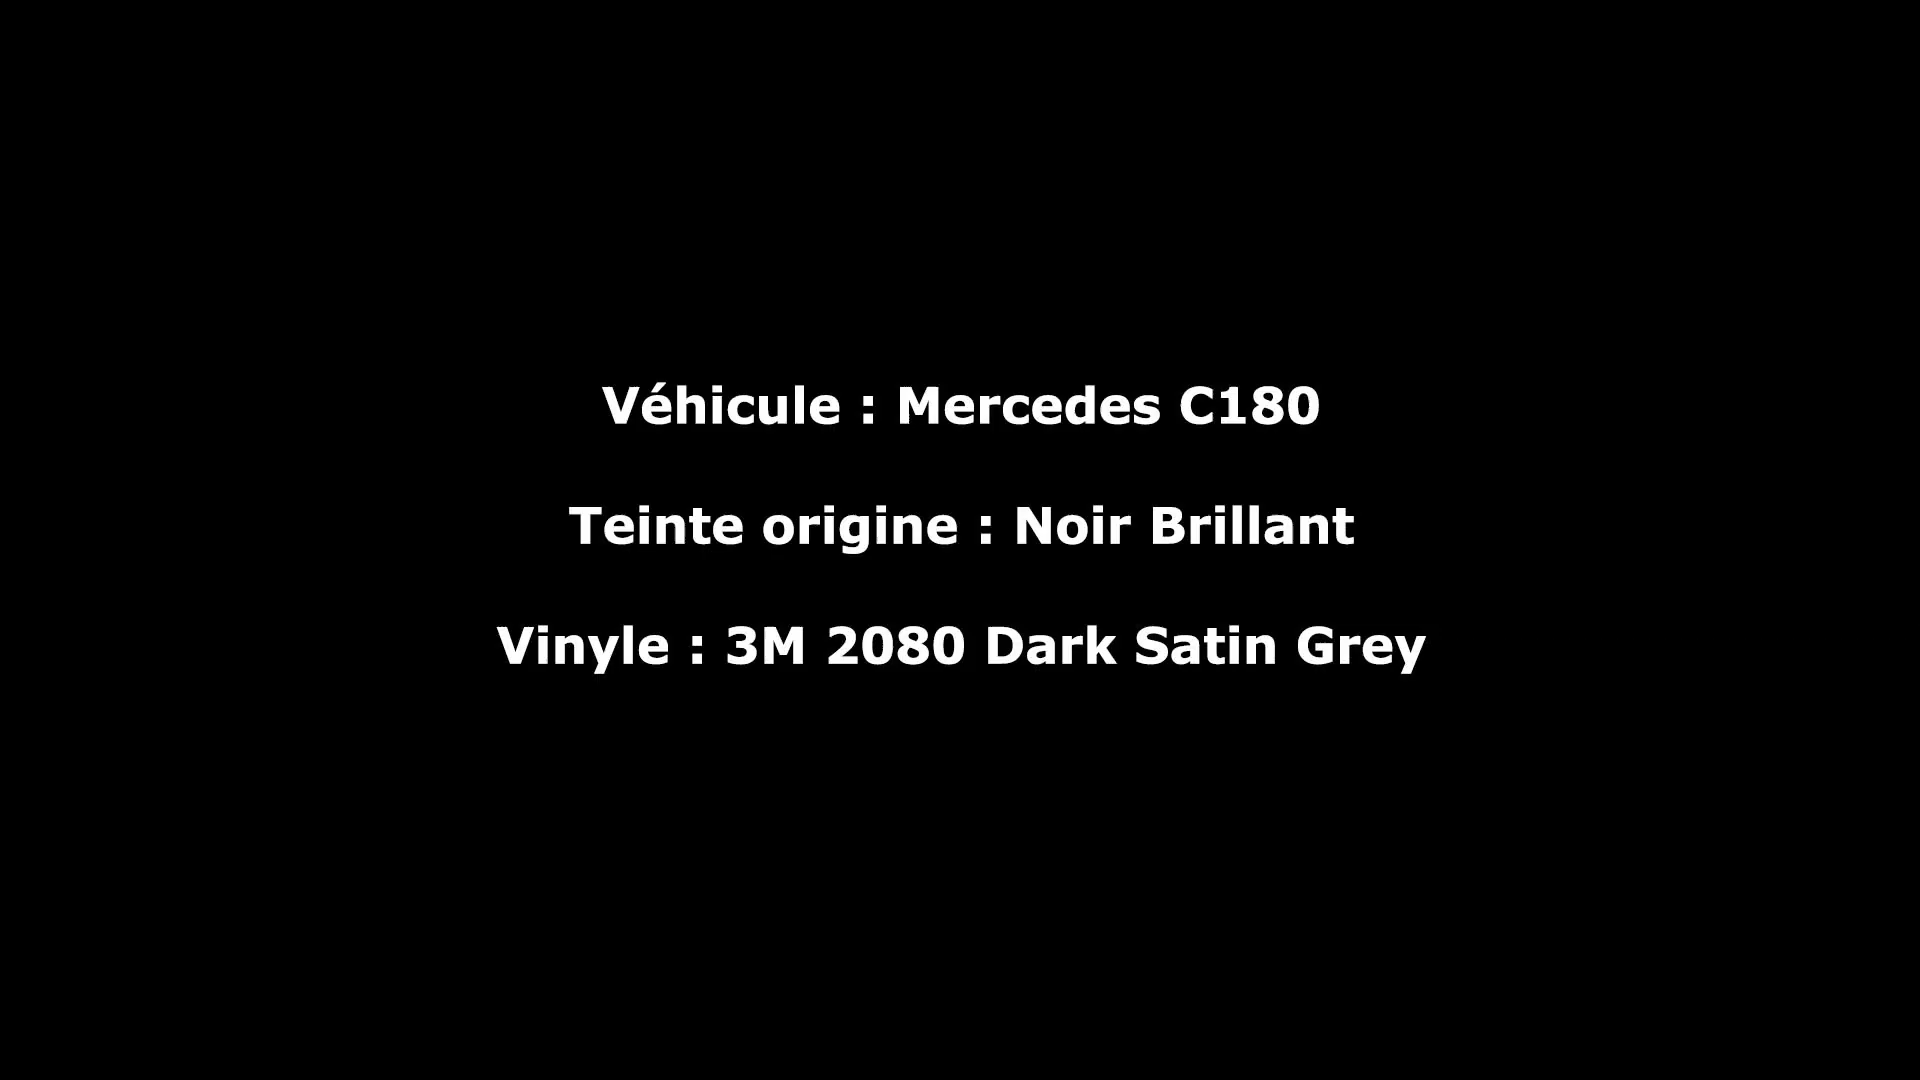 Véhicule : Mercedes C180
Teinte origine : Noir Brillant
Vinyle : 3M 2080 Dark Satin Grey